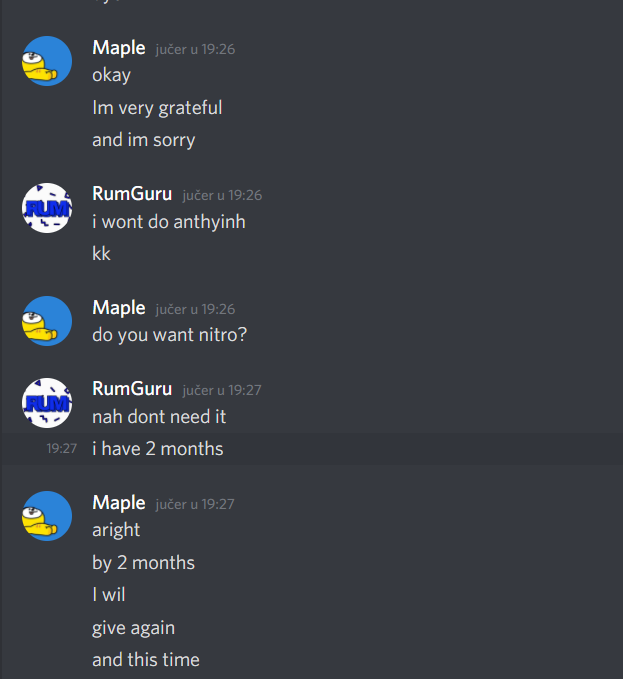 Maple jučer u 19:26
okay
Im very grateful
and im sorry
RUM
RumGuru jučer u 19:26
i wont do anthyinh
kk
Maple jučer u 19:26
do you want nitro?
RUM
RumGuru jučer u 19:27
nah dont need it
19:27 i have 2 months
Maple jučer u 19:27
aright
by 2 months
I wil
give again
and this time